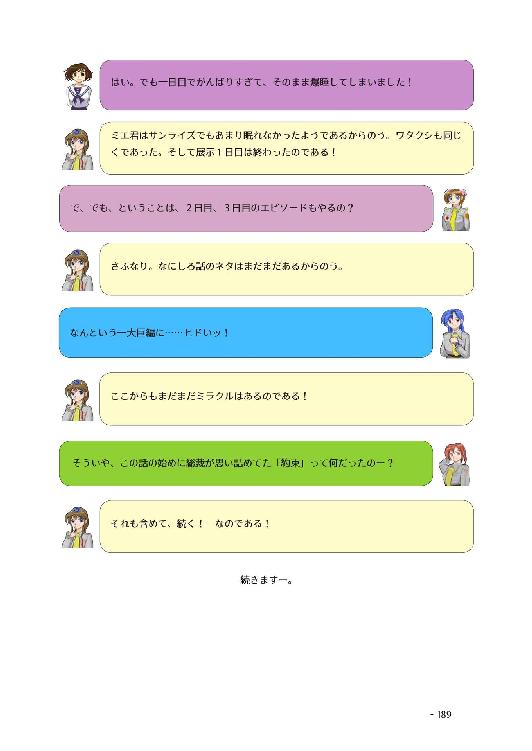 はい。でも一日目でがんばりすぎて、そのまま爆睡してしまいました！
ミエ君はサンライズでもあまり眠れなかったようであるからのう。ワタクシも同じ
くであった。そして展示１日目は終わったのである！
で、でも、ということは、２日目、３日目のエピソードもやるの？
さふなり。なにしろ話のネタはまだまだあるからのう。
なんという一大巨編に……ヒドいッ！
ここからもまだまだミラクルはあるのである！
そういや、この話の始めに総裁が思い詰めてた「約束」って何だったのー？
それも含めて、続く！　なのである！
続きますー。
- 189